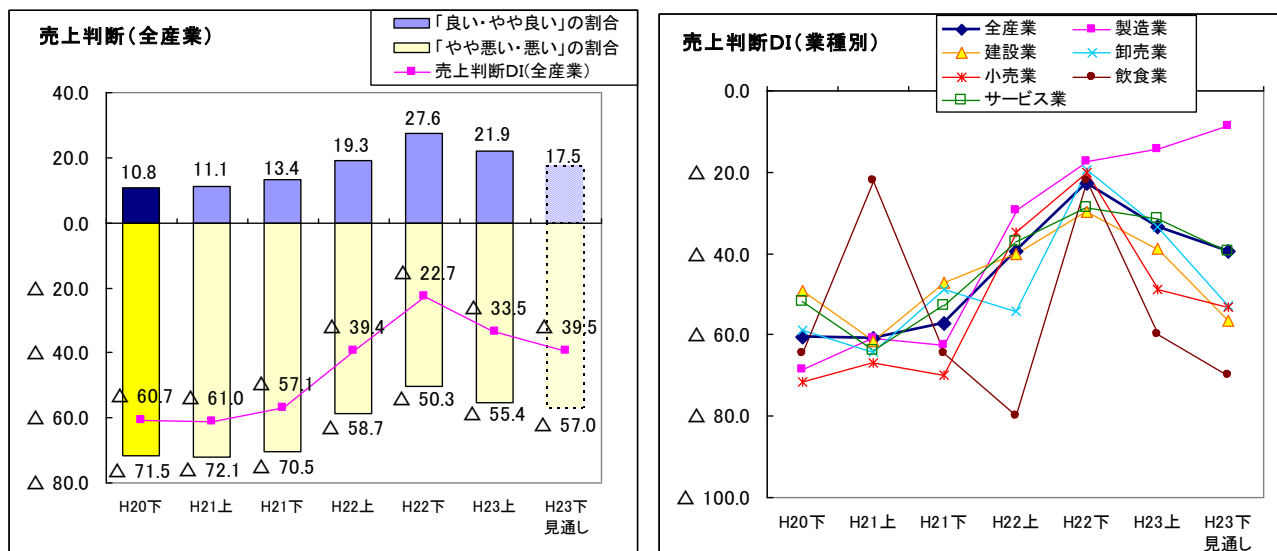 売上判断(全産業)
「良い・やや良い」の割合
「やや悪い・悪い」の割合
売上判断DI(全産業)
40.0
20.0
0.0
△ 20.0
△ 40.0
△ 60.0
△ 80.0
10.8
11.1
13.4
19.3
27.6
21.9
17.5
△ 60.7
△ 61.0
△ 57.1
△ 39.4
△ 22.7
△ 33.5
△ 39.5
△ 71.5
△ 72.1
△ 70.5
△ 58.7
△ 50.3
△ 55.4
△ 57.0
H20下
H21上
H21下
H22上
H22下
H23上
H23下
見通し
売上判断DI(業種別)
全産業
製造業
建設業
卸売業
小売業
飲食業
サービス業
0.0
△ 20.0
△ 40.0
△ 60.0
△ 80.0
△ 100.0
H20下
H21上
H21下
H22上
H22下
H23上
H23下
見通し